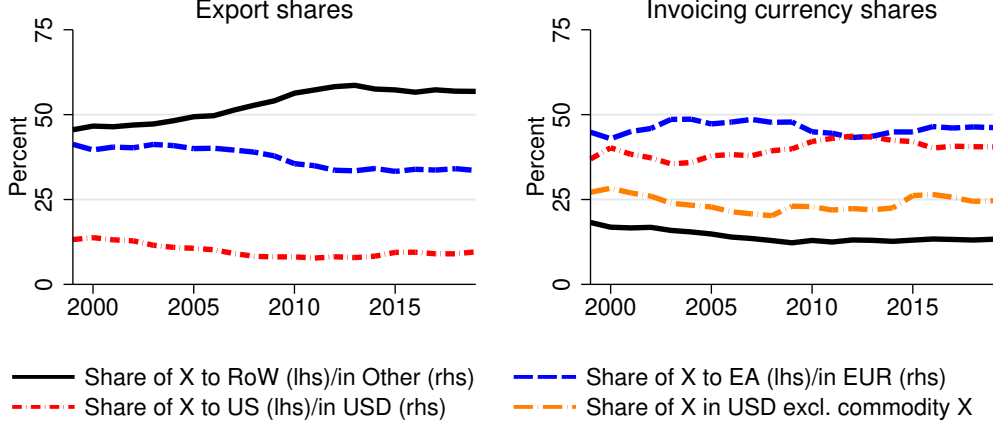 Export shares
Percent
75
50
25
0
2000 2005 2010 2015
Invoicing currency shares
Percent
75
50
25
0
2000 2005 2010 2015
Share of X to RoW (lhs)/in Other (rhs)
Share of X to EA (lhs)/in EUR (rhs)
Share of X to US (lhs)/in USD (rhs)
Share of X in USD excl. commodity X